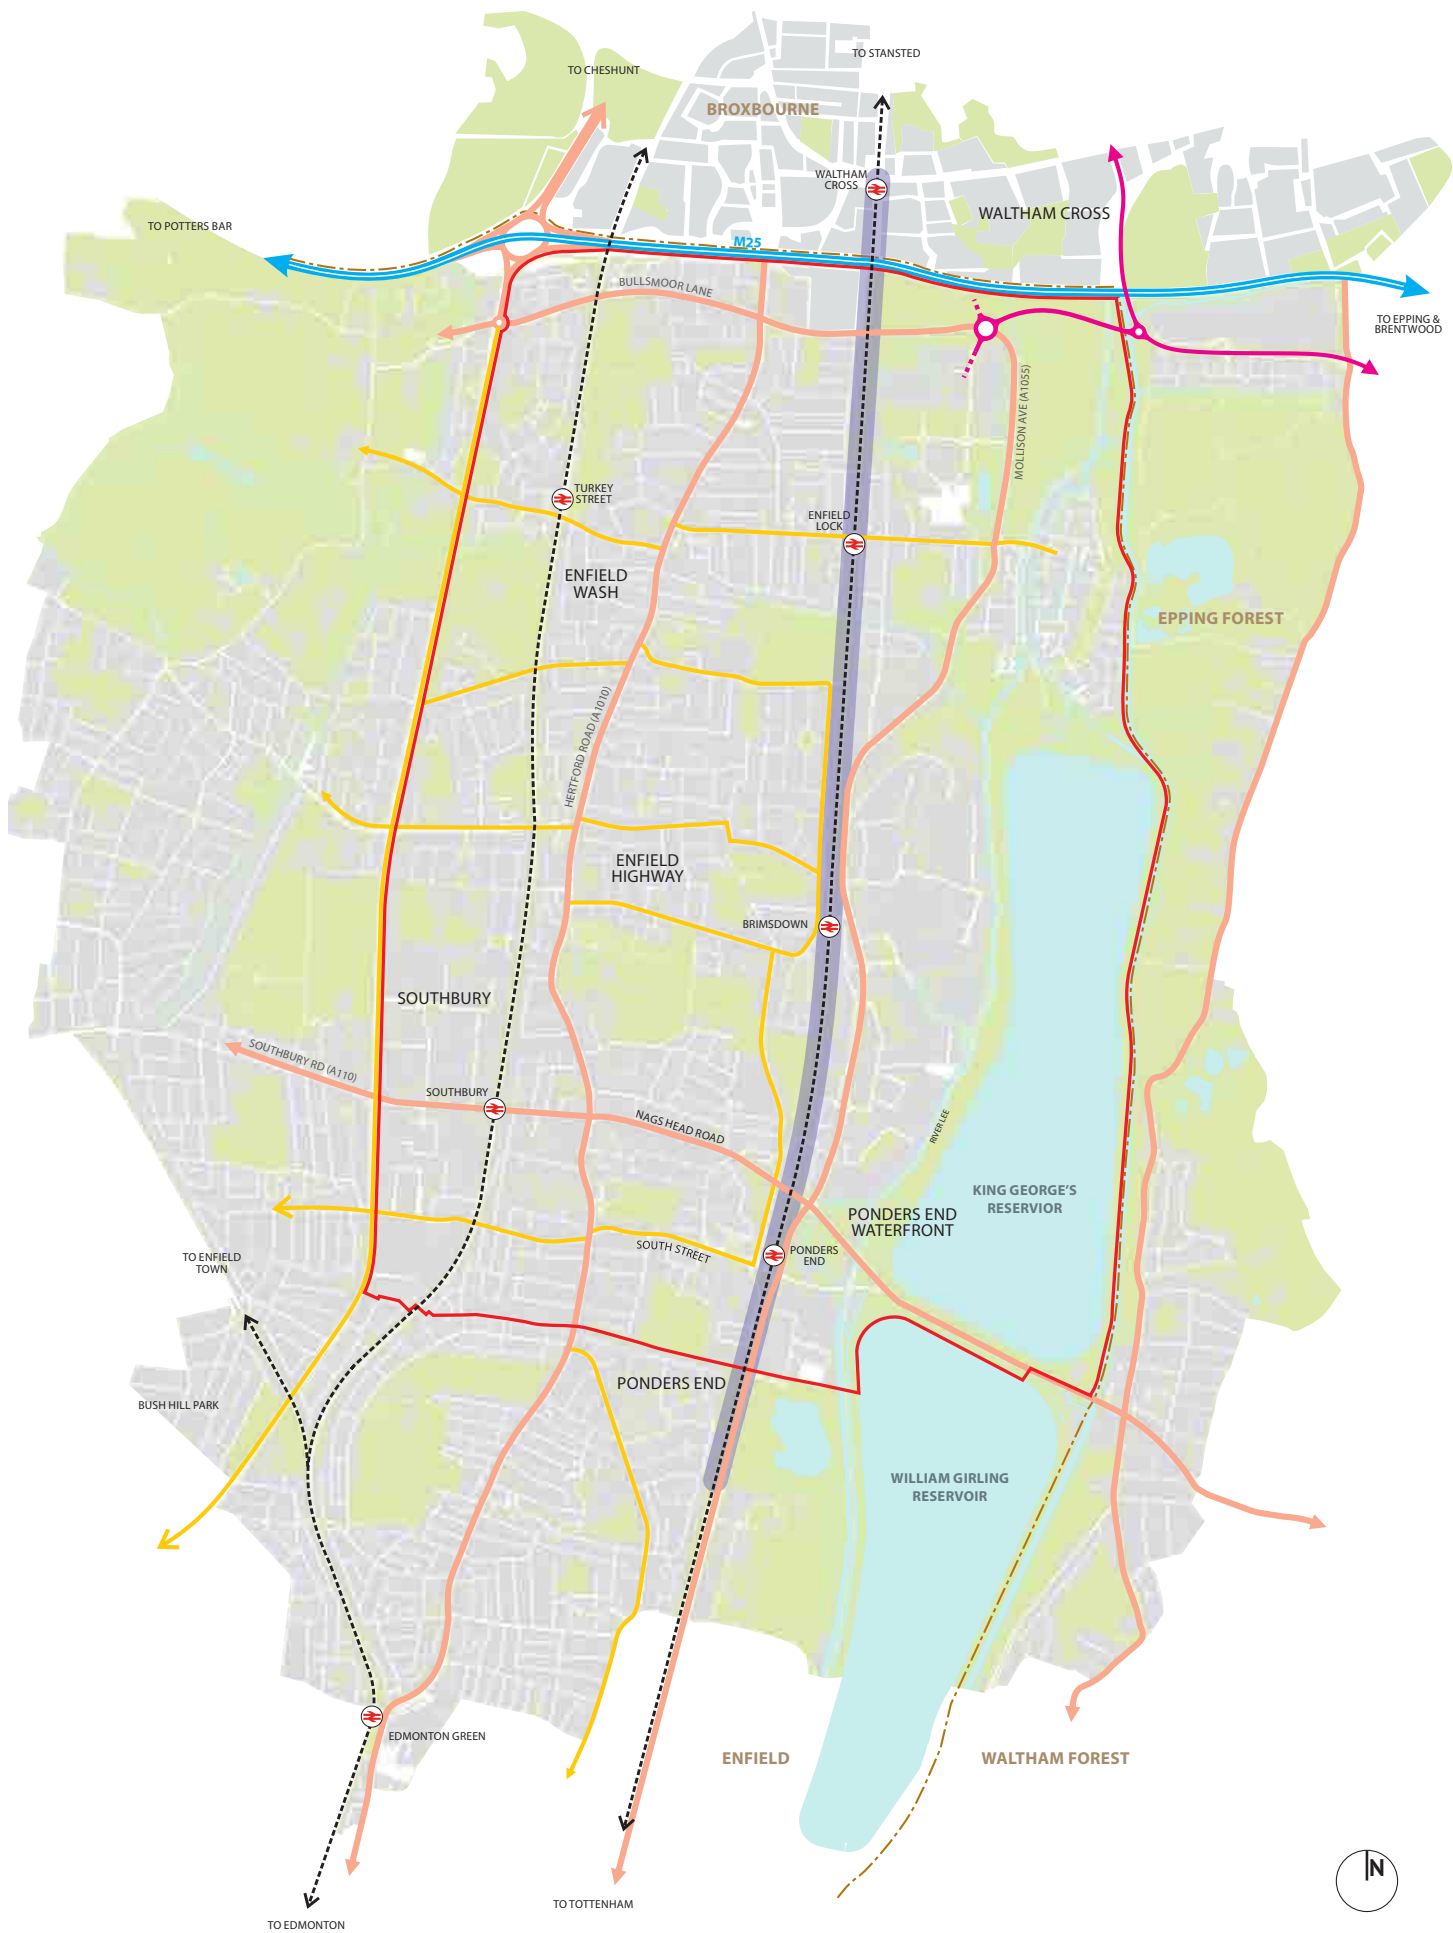 TO STANSTED
TO CHESHUNT
BROXBOURNE
WALTHAM
CROSS
WALTHAM CROSS
TO POTTERS BAR
M25
BULLSMOOR LANE
TO EPPING &
BRENTWOOD
MOLLISON AVE (A1055)
TURKEY
STREET
ENFIELD
LOCK
ENFIELD
WASH
EPPING FOREST
HERTFORD ROAD (A1010)
ENFIELD
HIGHWAY
BRIMSDOWN
SOUTHBURY
SOUTHBURY RD (A110)
SOUTHBURY
NAGS HEAD ROAD
RIVER LEE
KING GEORGE'S
RESERVIOR
PONDERS END
WATERFRONT
SOUTH STREET
PONDERS
END
TO ENFIELD
TOWN
PONDERS END
BUSH HILL PARK
WILLIAM GIRLING
RESERVOIR
EDMONTON GREEN
ENFIELD
WALTHAM FOREST
N
TO TOTTENHAM
TO EDMONTON